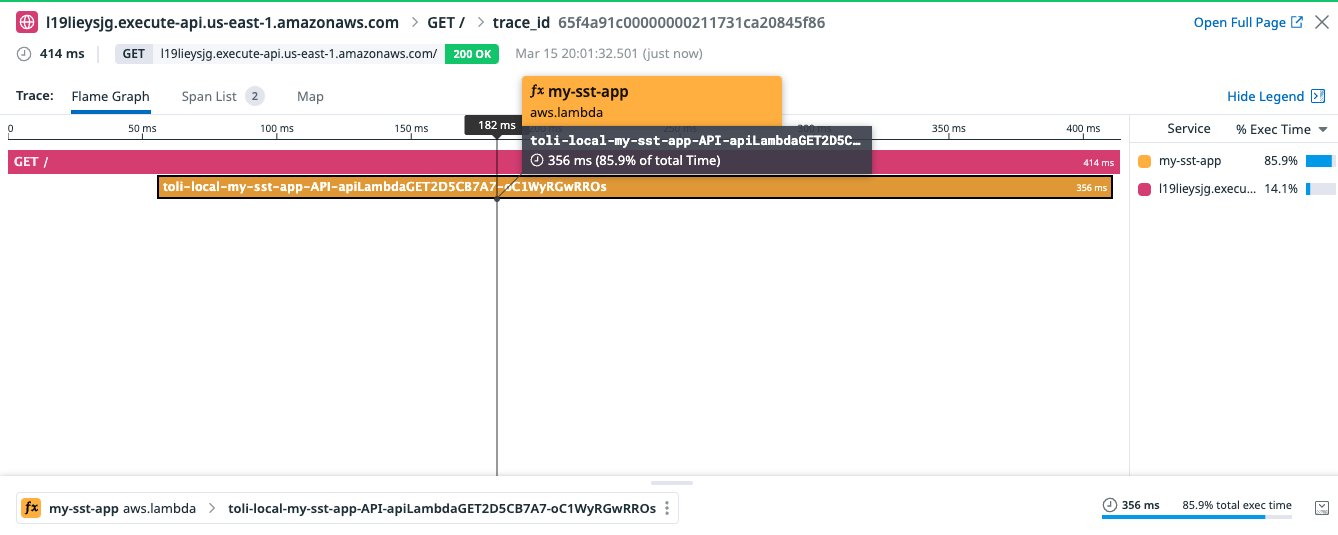 l19lieysjg.execute-api.us-east-1.amazonaws.com > GET / > trace_id 65f4a91c00000000211731ca20845f86
Open Full Page
414 ms GET l19lieysjg.execute-api.us-east-1.amazonaws.com/ 200 OK Mar 15 20:01:32.501 (just now)
Trace: Flame Graph Span List 2 Map
Hide Legend
fx my-sst-app
aws.lambda
toli-local-my-sst-app-API-apiLambdaGET2D5C…
356 ms (85.9% of total Time)
0 50 ms 100 ms 150 ms 182 ms 200 ms 250 ms 300 ms 350 ms 400 ms
Service % Exec Time
GET / 414 ms
my-sst-app 85.9%
toli-local-my-sst-app-API-apiLambdaGET2D5CB7A7-oC1WyRGwRROs 356 ms
l19lieysjg.execu... 14.1%
fx my-sst-app aws.lambda > toli-local-my-sst-app-API-apiLambdaGET2D5CB7A7-oC1WyRGwRROs
356 ms 85.9% total exec time